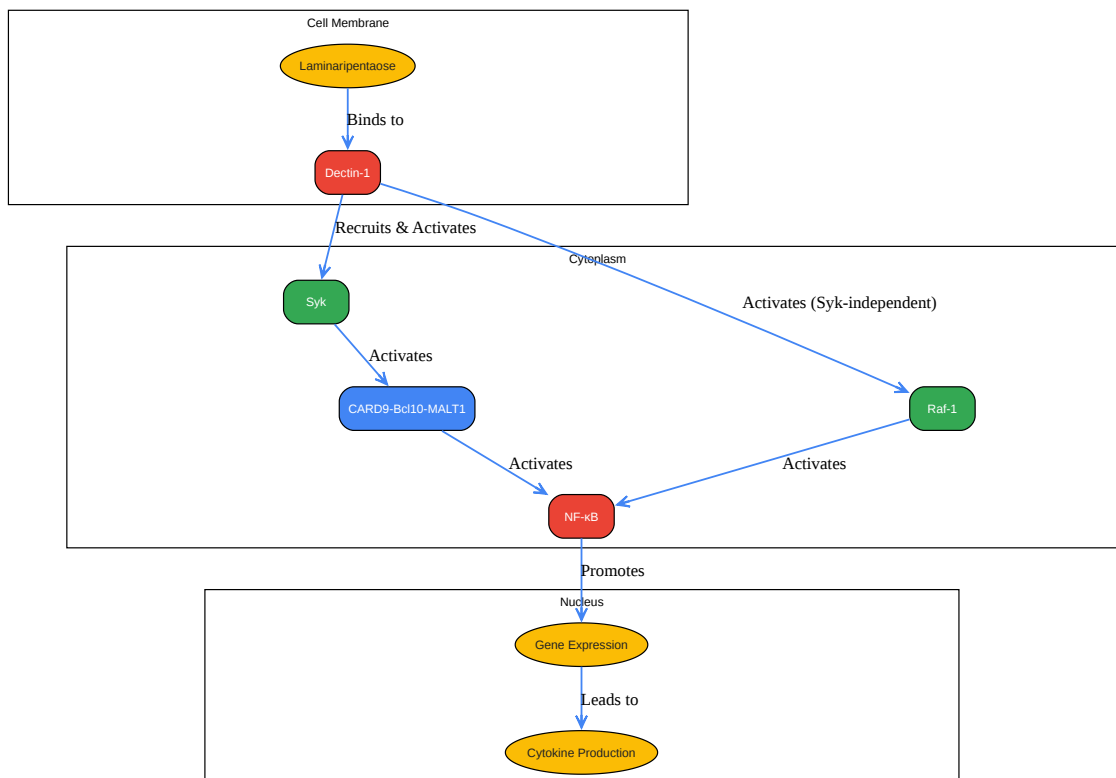 Cell Membrane
Laminaripentaose
Binds to
Dectin-1
Recruits & Activates
Cytoplasm
Syk
Activates (Syk-independent)
Activates
CARD9-Bcl10-MALT1
Raf-1
Activates
Activates
NF-κB
Promotes
Nucleus
Gene Expression
Leads to
Cytokine Production